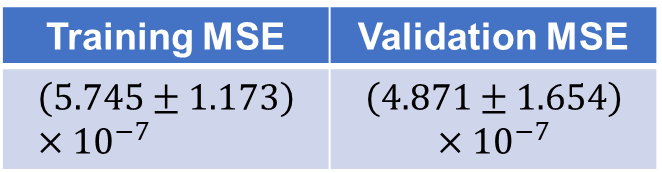 Training MSE
Validation MSE
(5.745 ± 1.173)
× 10⁻⁷
(4.871 ± 1.654)
× 10⁻⁷